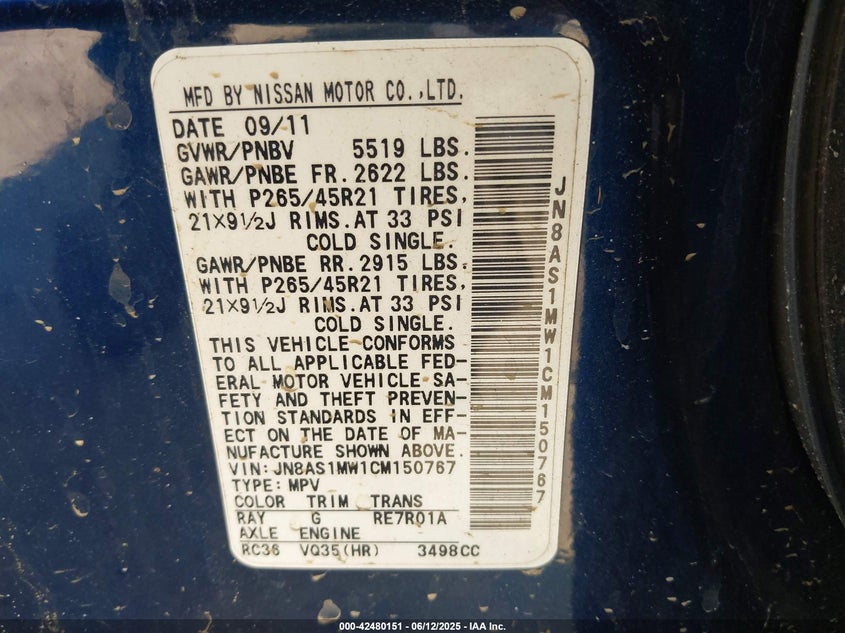 MFD BY NISSAN MOTOR CO.,LTD.
DATE 09/11
GVWR/PNBV 5519 LBS.
GAWR/PNBE FR. 2622 LBS.
WITH P265/45R21 TIRES,
21X9½J RIMS. AT 33 PSI
COLD SINGLE.
GAWR/PNBE RR. 2915 LBS.
WITH P265/45R21 TIRES,
21X9½J RIMS. AT 33 PSI
COLD SINGLE.
THIS VEHICLE CONFORMS
TO ALL APPLICABLE FED-
ERAL MOTOR VEHICLE SA-
FETY AND THEFT PREVEN-
TION STANDARDS IN EFF-
ECT ON THE DATE OF MA-
NUFACTURE SHOWN ABOVE.
VIN: JN8AS1MW1CM150767
TYPE: MPV
COLOR TRIM TRANS
RAY G RE7R01A
AXLE ENGINE
RC36 VQ35(HR) 3498CC
JN8AS1MW1CM150767
000-42480151 - 06/12/2025 - IAA Inc.